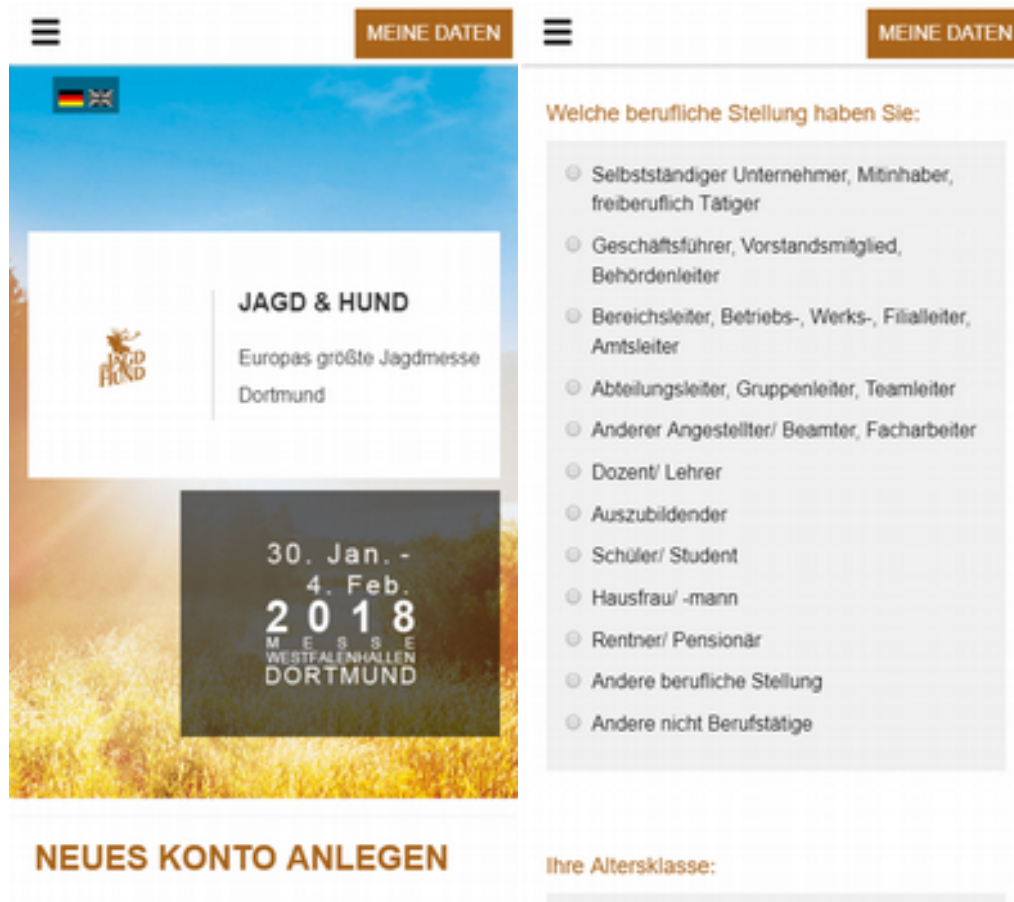 MEINE DATEN
JAGD & HUND
Europas größte Jagdmesse
Dortmund
JAGD
HUND
30. Jan. -
4. Feb.
2018
MESSE
WESTFALENHALLEN
DORTMUND
NEUES KONTO ANLEGEN
MEINE DATEN
Welche berufliche Stellung haben Sie:
Selbstständiger Unternehmer, Mitinhaber,
freiberuflich Tätiger
Geschäftsführer, Vorstandsmitglied,
Behördenleiter
Bereichsleiter, Betriebs-, Werks-, Filialleiter,
Amtsleiter
Abteilungsleiter, Gruppenleiter, Teamleiter
Anderer Angestellter/ Beamter, Facharbeiter
Dozent/ Lehrer
Auszubildender
Schüler/ Student
Hausfrau/ -mann
Rentner/ Pensionär
Andere berufliche Stellung
Andere nicht Berufstätige
Ihre Altersklasse: